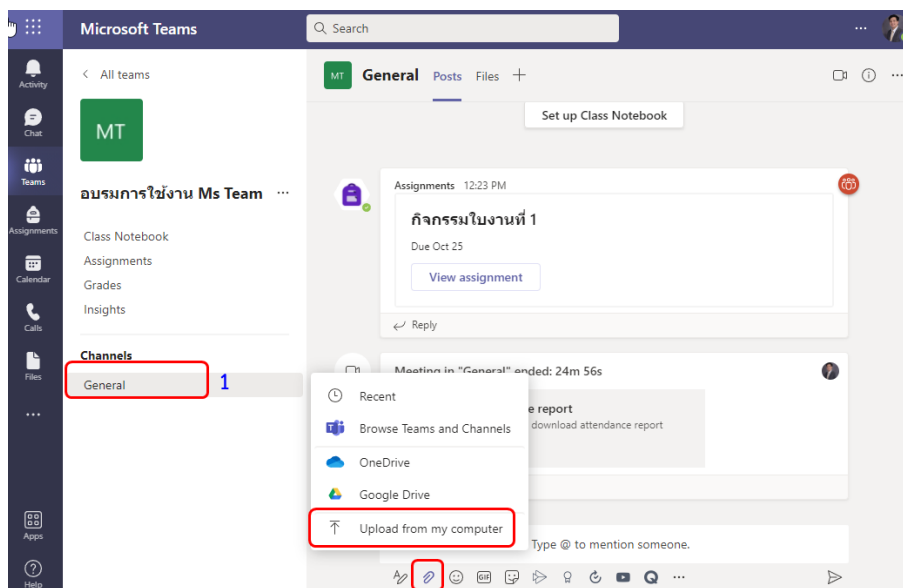 Microsoft Teams
Search
Activity
Chat
Teams
Assignments
Calendar
Calls
Files
Apps
Help
All teams
MT
อบรมการใช้งาน Ms Team
Class Notebook
Assignments
Grades
Insights
Channels
General
1
MT General Posts Files
Set up Class Notebook
Assignments 12:23 PM
กิจกรรมใบงานที่ 1
Due Oct 25
View assignment
Reply
Meeting in "General" ended: 24m 56s
e report
download attendance report
Recent
Browse Teams and Channels
OneDrive
Google Drive
Upload from my computer
Type @ to mention someone.
GIF